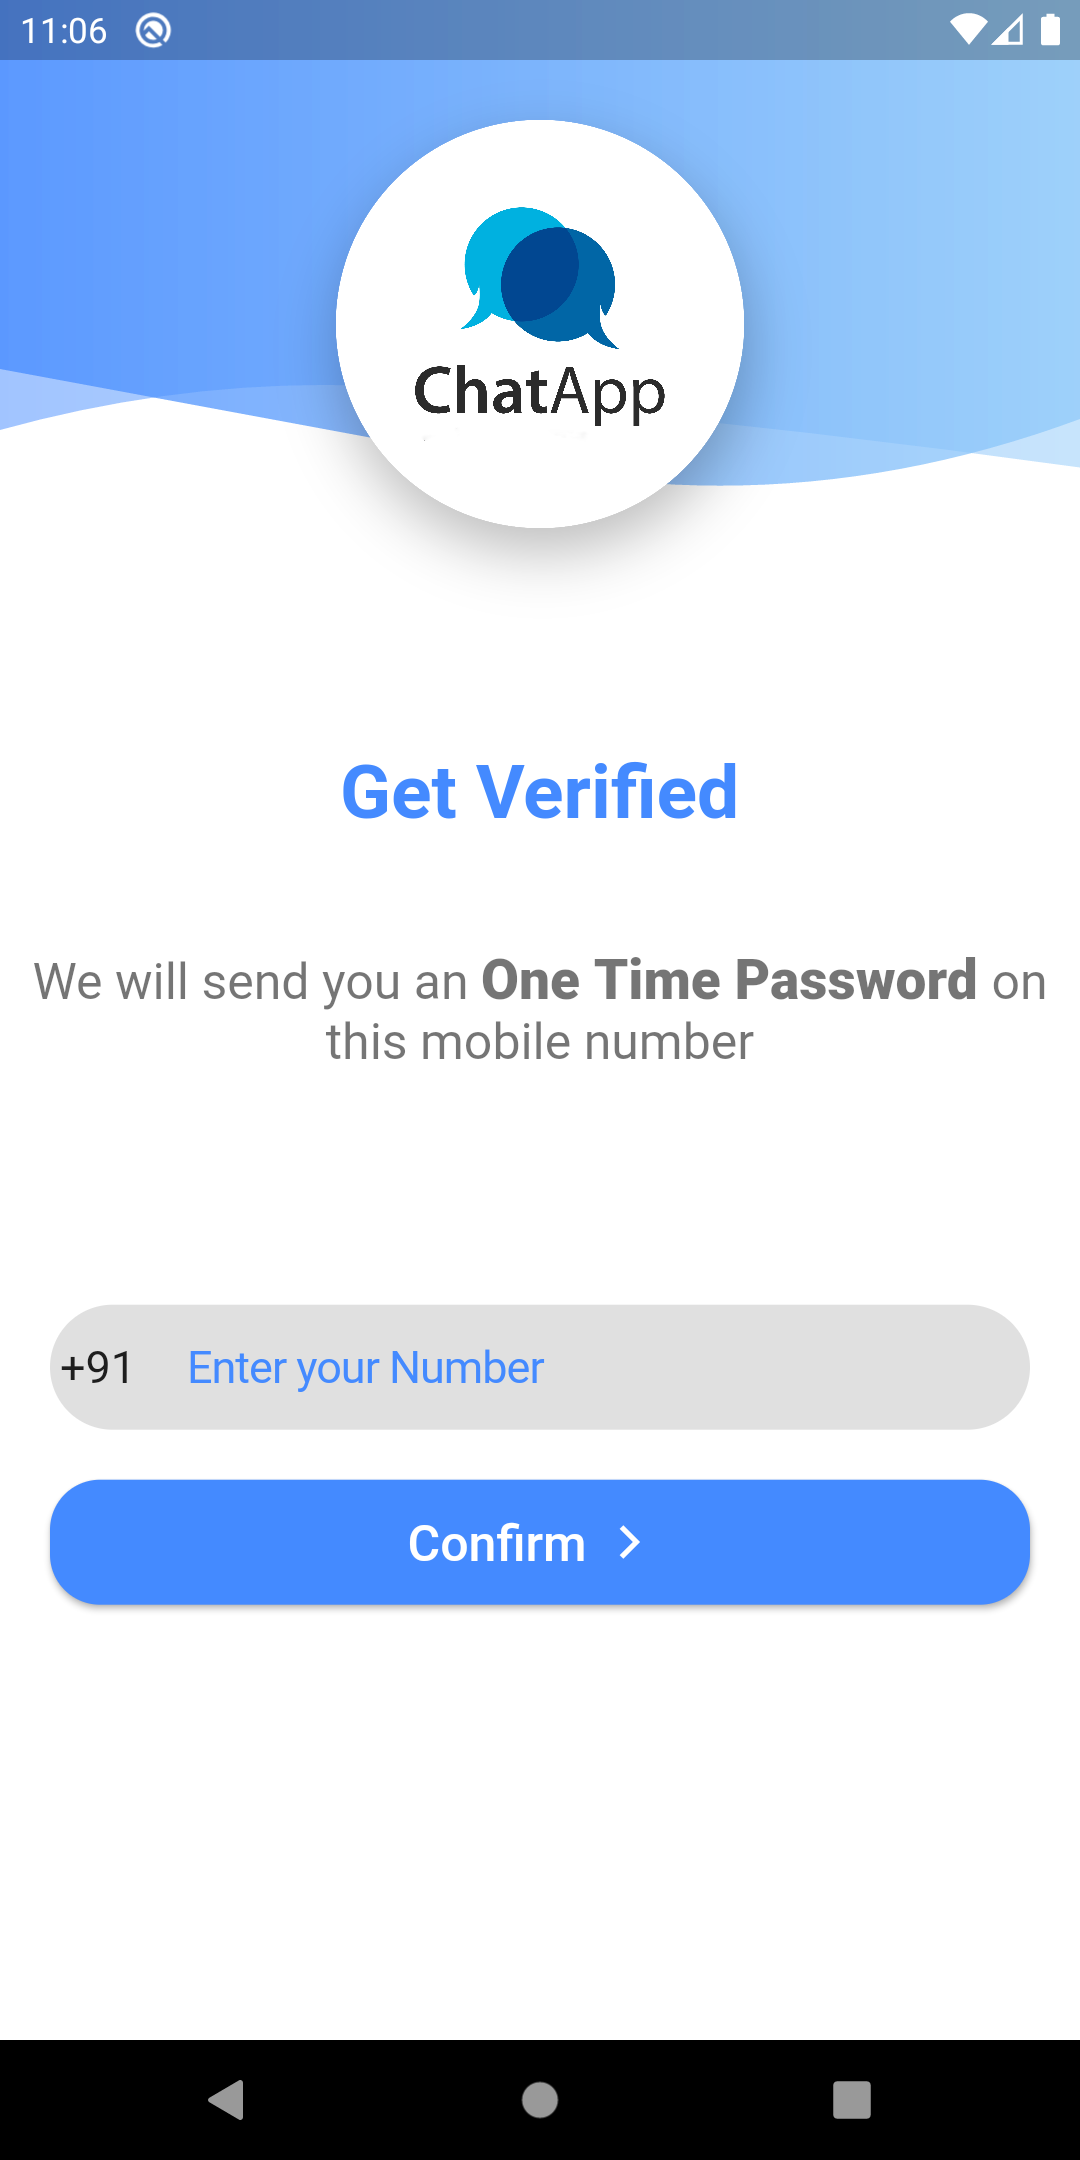 11:06
ChatApp
Get Verified
We will send you an One Time Password on
this mobile number
+91 Enter your Number
Confirm